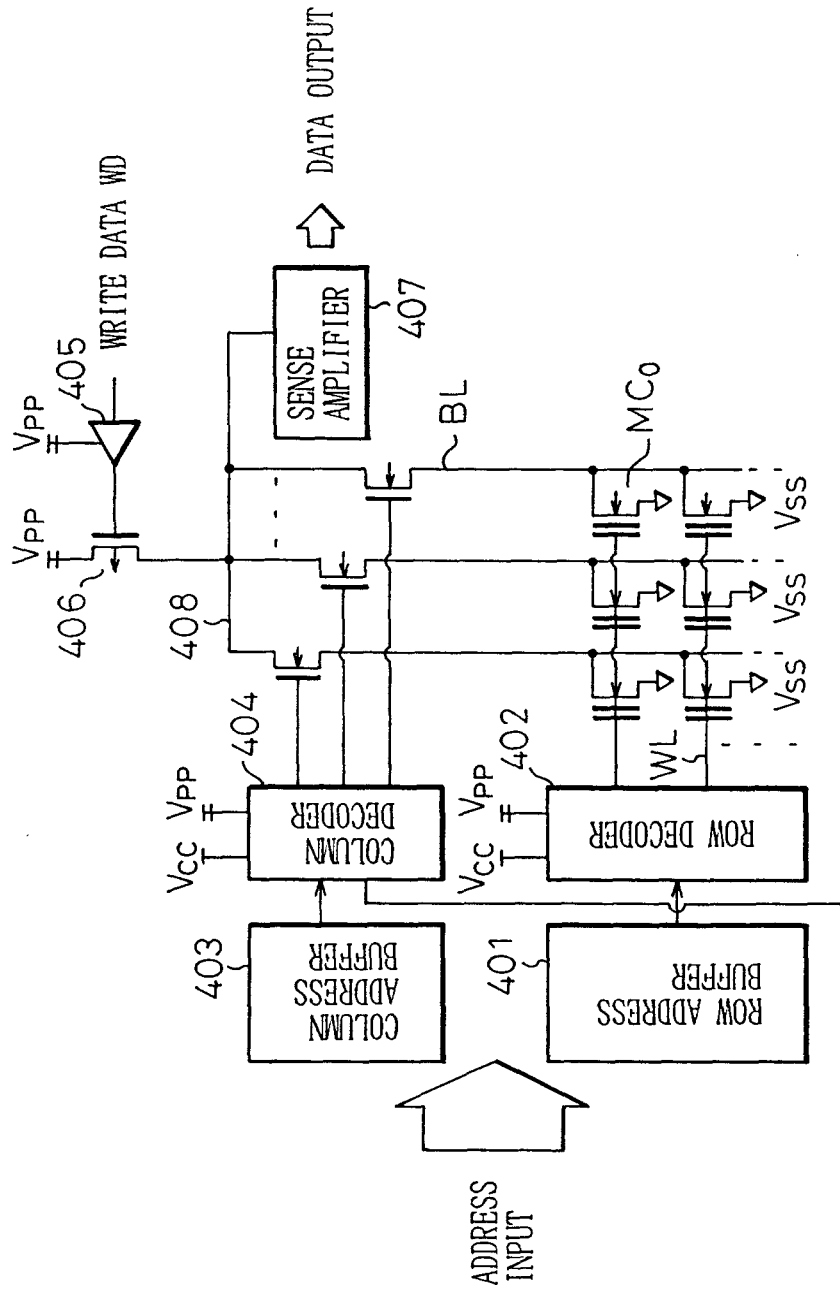 VPP
VPP
405
WRITE DATA WD
406
408
SENSE
AMPLIFIER
407
DATA OUTPUT
404
VCC
VPP
COLUMN
DECODER
BL
403
COLUMN
ADDRESS
BUFFER
MC0
402
VCC
VPP
ROW DECODER
WL
VSS
VSS
VSS
401
ROW ADDRESS
BUFFER
ADDRESS
INPUT